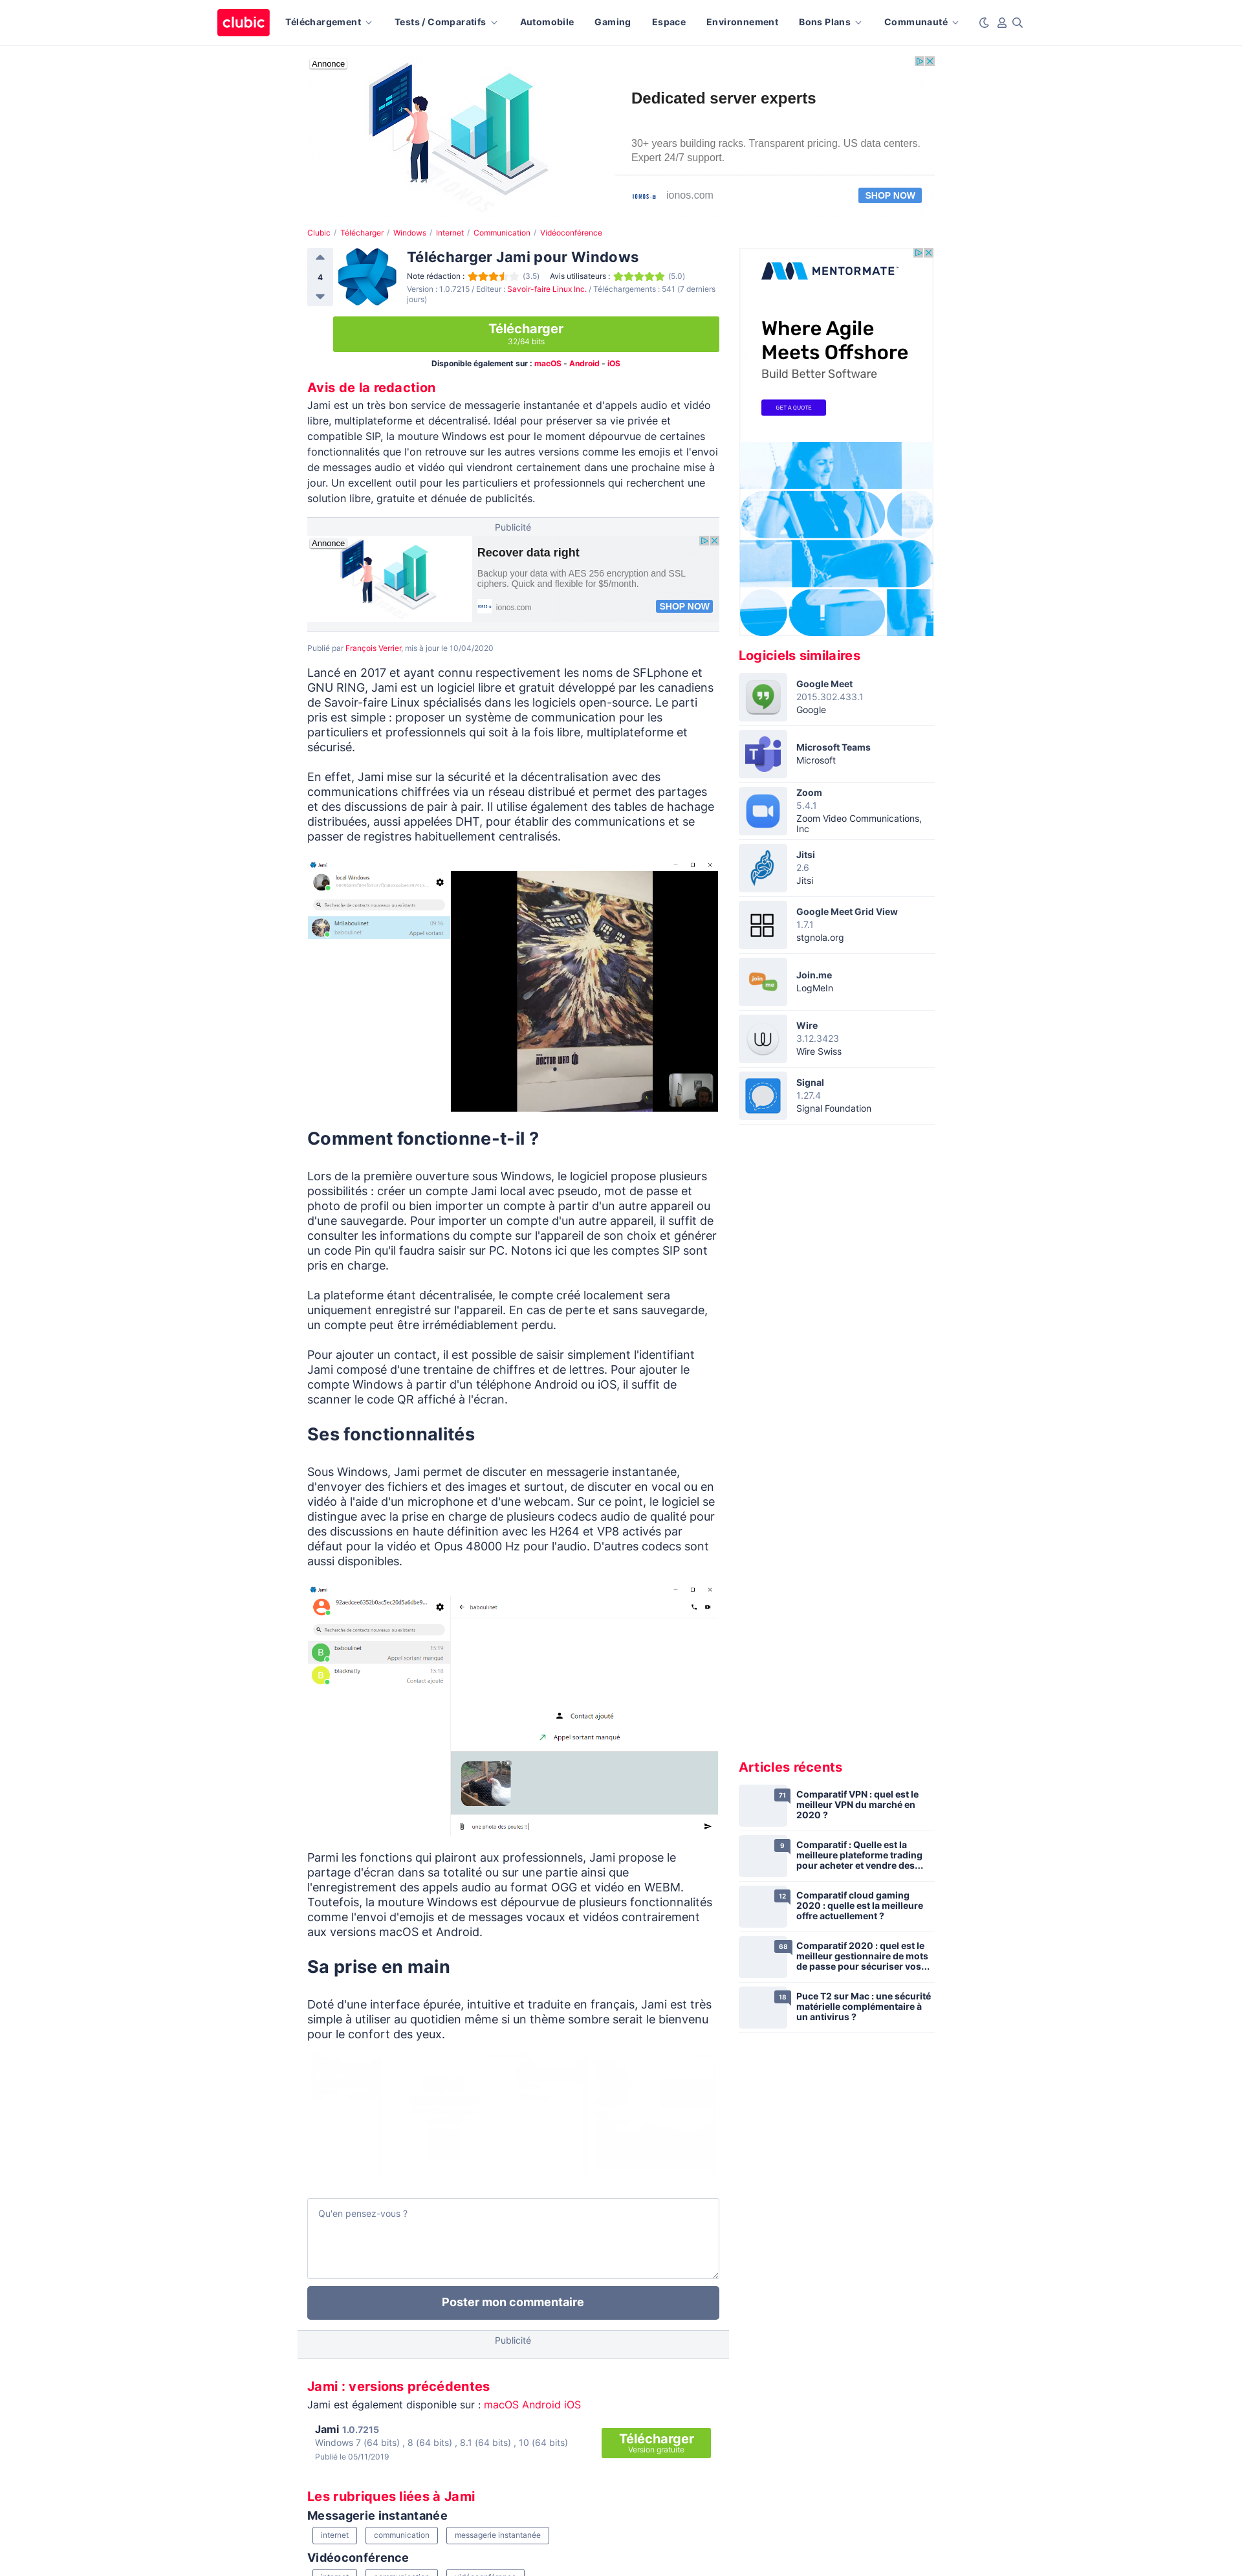 clubic
Téléchargement
Tests / Comparatifs
Automobile
Gaming
Espace
Environnement
Bons Plans
Communauté
Annonce
Dedicated server experts
30+ years building racks. Transparent pricing. US data centers.
Expert 24/7 support.
IONOS
ionos.com
SHOP NOW
Clubic / Télécharger / Windows / Internet / Communication / Vidéoconférence
4
Télécharger Jami pour Windows
Note rédaction : (3.5) Avis utilisateurs : (5.0)
Version : 1.0.7215 / Editeur : Savoir-faire Linux Inc. / Téléchargements : 541 (7 derniers
jours)
Télécharger
32/64 bits
Disponible également sur : macOS - Android - iOS
Avis de la redaction
Jami est un très bon service de messagerie instantanée et d'appels audio et vidéo
libre, multiplateforme et décentralisé. Idéal pour préserver sa vie privée et
compatible SIP, la mouture Windows est pour le moment dépourvue de certaines
fonctionnalités que l'on retrouve sur les autres versions comme les emojis et l'envoi
de messages audio et vidéo qui viendront certainement dans une prochaine mise à
jour. Un excellent outil pour les particuliers et professionnels qui recherchent une
solution libre, gratuite et dénuée de publicités.
Publicité
Annonce
Recover data right
Backup your data with AES 256 encryption and SSL
ciphers. Quick and flexible for $5/month.
IONOS
ionos.com
SHOP NOW
Publié par François Verrier, mis à jour le 10/04/2020
Lancé en 2017 et ayant connu respectivement les noms de SFLphone et
GNU RING, Jami est un logiciel libre et gratuit développé par les canadiens
de Savoir-faire Linux spécialisés dans les logiciels open-source. Le parti
pris est simple : proposer un système de communication pour les
particuliers et professionnels qui soit à la fois libre, multiplateforme et
sécurisé.
En effet, Jami mise sur la sécurité et la décentralisation avec des
communications chiffrées via un réseau distribué et permet des partages
et des discussions de pair à pair. Il utilise également des tables de hachage
distribuées, aussi appelées DHT, pour établir des communications et se
passer de registres habituellement centralisés.
Jami
local Windows
Recherche de contacts nouveaux ou existants
Mrllaboulinet 09:56
baboulinet Appel sortant
DOCTOR WHO
Comment fonctionne-t-il ?
Lors de la première ouverture sous Windows, le logiciel propose plusieurs
possibilités : créer un compte Jami local avec pseudo, mot de passe et
photo de profil ou bien importer un compte à partir d'un autre appareil ou
d'une sauvegarde. Pour importer un compte d'un autre appareil, il suffit de
consulter les informations du compte sur l'appareil de son choix et générer
un code Pin qu'il faudra saisir sur PC. Notons ici que les comptes SIP sont
pris en charge.
La plateforme étant décentralisée, le compte créé localement sera
uniquement enregistré sur l'appareil. En cas de perte et sans sauvegarde,
un compte peut être irrémédiablement perdu.
Pour ajouter un contact, il est possible de saisir simplement l'identifiant
Jami composé d'une trentaine de chiffres et de lettres. Pour ajouter le
compte Windows à partir d'un téléphone Android ou iOS, il suffit de
scanner le code QR affiché à l'écran.
Ses fonctionnalités
Sous Windows, Jami permet de discuter en messagerie instantanée,
d'envoyer des fichiers et des images et surtout, de discuter en vocal ou en
vidéo à l'aide d'un microphone et d'une webcam. Sur ce point, le logiciel se
distingue avec la prise en charge de plusieurs codecs audio de qualité pour
des discussions en haute définition avec les H264 et VP8 activés par
défaut pour la vidéo et Opus 48000 Hz pour l'audio. D'autres codecs sont
aussi disponibles.
Jami
92aedcee6352b0ac5ec20d5a6dbe9...
baboulinet
Recherche de contacts nouveaux ou existants
B baboulinet 15:19
Appel sortant manqué
B blacknally 15:18
Contact ajouté
Contact ajouté
Appel sortant manqué
une photo des poules !
Parmi les fonctions qui plairont aux professionnels, Jami propose le
partage d'écran dans sa totalité ou sur une partie ainsi que
l'enregistrement des appels audio au format OGG et vidéo en WEBM.
Toutefois, la mouture Windows est dépourvue de plusieurs fonctionnalités
comme l'envoi d'emojis et de messages vocaux et vidéos contrairement
aux versions macOS et Android.
Sa prise en main
Doté d'une interface épurée, intuitive et traduite en français, Jami est très
simple à utiliser au quotidien même si un thème sombre serait le bienvenu
pour le confort des yeux.
Qu'en pensez-vous ?
Poster mon commentaire
Publicité
Jami : versions précédentes
Jami est également disponible sur : macOS Android iOS
Jami 1.0.7215
Windows 7 (64 bits) , 8 (64 bits) , 8.1 (64 bits) , 10 (64 bits)
Publié le 05/11/2019
Télécharger
Version gratuite
Les rubriques liées à Jami
Messagerie instantanée
internet
communication
messagerie instantanée
Vidéoconférence
MENTORMATE
Where Agile
Meets Offshore
Build Better Software
GET A QUOTE
Logiciels similaires
Google Meet
2015.302.433.1
Google
Microsoft Teams
Microsoft
Zoom
5.4.1
Zoom Video Communications,
Inc
Jitsi
2.6
Jitsi
Google Meet Grid View
1.7.1
stgnola.org
join me
Join.me
LogMeIn
Wire
3.12.3423
Wire Swiss
Signal
1.27.4
Signal Foundation
Articles récents
71
Comparatif VPN : quel est le
meilleur VPN du marché en
2020 ?
9
Comparatif : Quelle est la
meilleure plateforme trading
pour acheter et vendre des...
12
Comparatif cloud gaming
2020 : quelle est la meilleure
offre actuellement ?
68
Comparatif 2020 : quel est le
meilleur gestionnaire de mots
de passe pour sécuriser vos...
18
Puce T2 sur Mac : une sécurité
matérielle complémentaire à
un antivirus ?